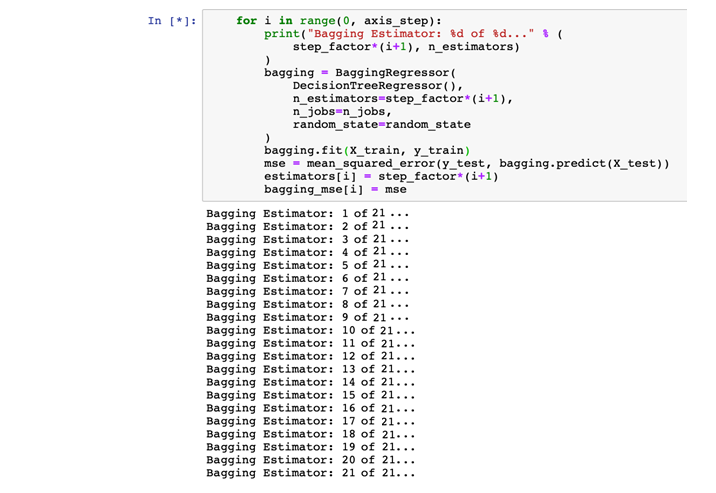 In [*]: for i in range(0, axis_step):
print("Bagging Estimator: %d of %d..." % (
step_factor*(i+1), n_estimators)
)
bagging = BaggingRegressor(
DecisionTreeRegressor(),
n_estimators=step_factor*(i+1),
n_jobs=n_jobs,
random_state=random_state
)
bagging.fit(X_train, y_train)
mse = mean_squared_error(y_test, bagging.predict(X_test))
estimators[i] = step_factor*(i+1)
bagging_mse[i] = mse
Bagging Estimator: 1 of 21...
Bagging Estimator: 2 of 21...
Bagging Estimator: 3 of 21...
Bagging Estimator: 4 of 21...
Bagging Estimator: 5 of 21...
Bagging Estimator: 6 of 21...
Bagging Estimator: 7 of 21...
Bagging Estimator: 8 of 21...
Bagging Estimator: 9 of 21...
Bagging Estimator: 10 of 21...
Bagging Estimator: 11 of 21...
Bagging Estimator: 12 of 21...
Bagging Estimator: 13 of 21...
Bagging Estimator: 14 of 21...
Bagging Estimator: 15 of 21...
Bagging Estimator: 16 of 21...
Bagging Estimator: 17 of 21...
Bagging Estimator: 18 of 21...
Bagging Estimator: 19 of 21...
Bagging Estimator: 20 of 21...
Bagging Estimator: 21 of 21...